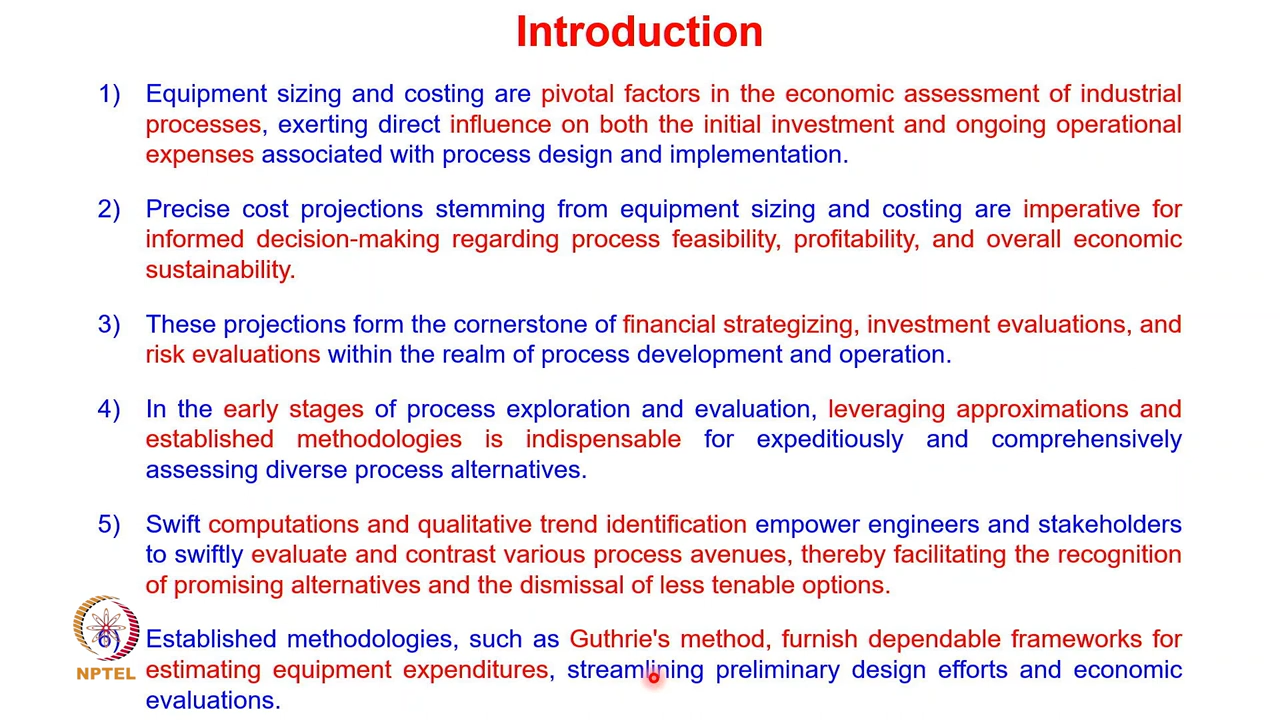 Introduction
1) Equipment sizing and costing are pivotal factors in the economic assessment of industrial
processes, exerting direct influence on both the initial investment and ongoing operational
expenses associated with process design and implementation.
2) Precise cost projections stemming from equipment sizing and costing are imperative for
informed decision-making regarding process feasibility, profitability, and overall economic
sustainability.
3) These projections form the cornerstone of financial strategizing, investment evaluations, and
risk evaluations within the realm of process development and operation.
4) In the early stages of process exploration and evaluation, leveraging approximations and
established methodologies is indispensable for expeditiously and comprehensively
assessing diverse process alternatives.
5) Swift computations and qualitative trend identification empower engineers and stakeholders
to swiftly evaluate and contrast various process avenues, thereby facilitating the recognition
of promising alternatives and the dismissal of less tenable options.
6) Established methodologies, such as Guthrie's method, furnish dependable frameworks for
estimating equipment expenditures, streamlining preliminary design efforts and economic
evaluations.
NPTEL